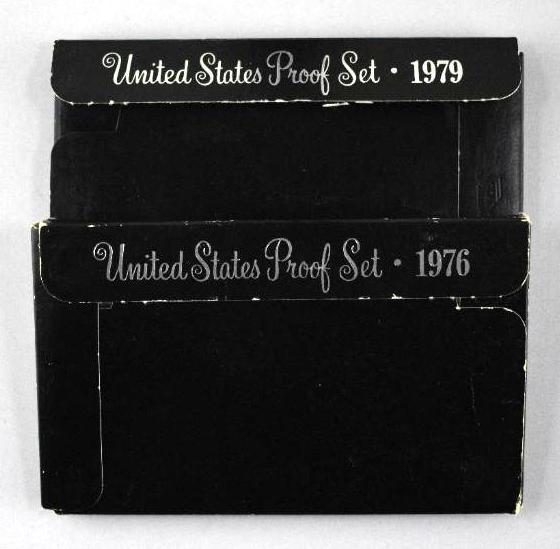 United States Proof Set · 1979
United States Proof Set · 1976